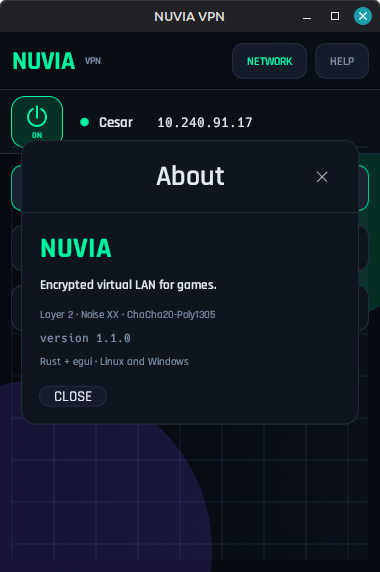 NUVIA VPN
NUVIA VPN
NETWORK
HELP
ON
Cesar
10.240.91.17
About
NUVIA
Encrypted virtual LAN for games.
Layer 2 · Noise XX · ChaCha20-Poly1305
version 1.1.0
Rust + egui · Linux and Windows
CLOSE